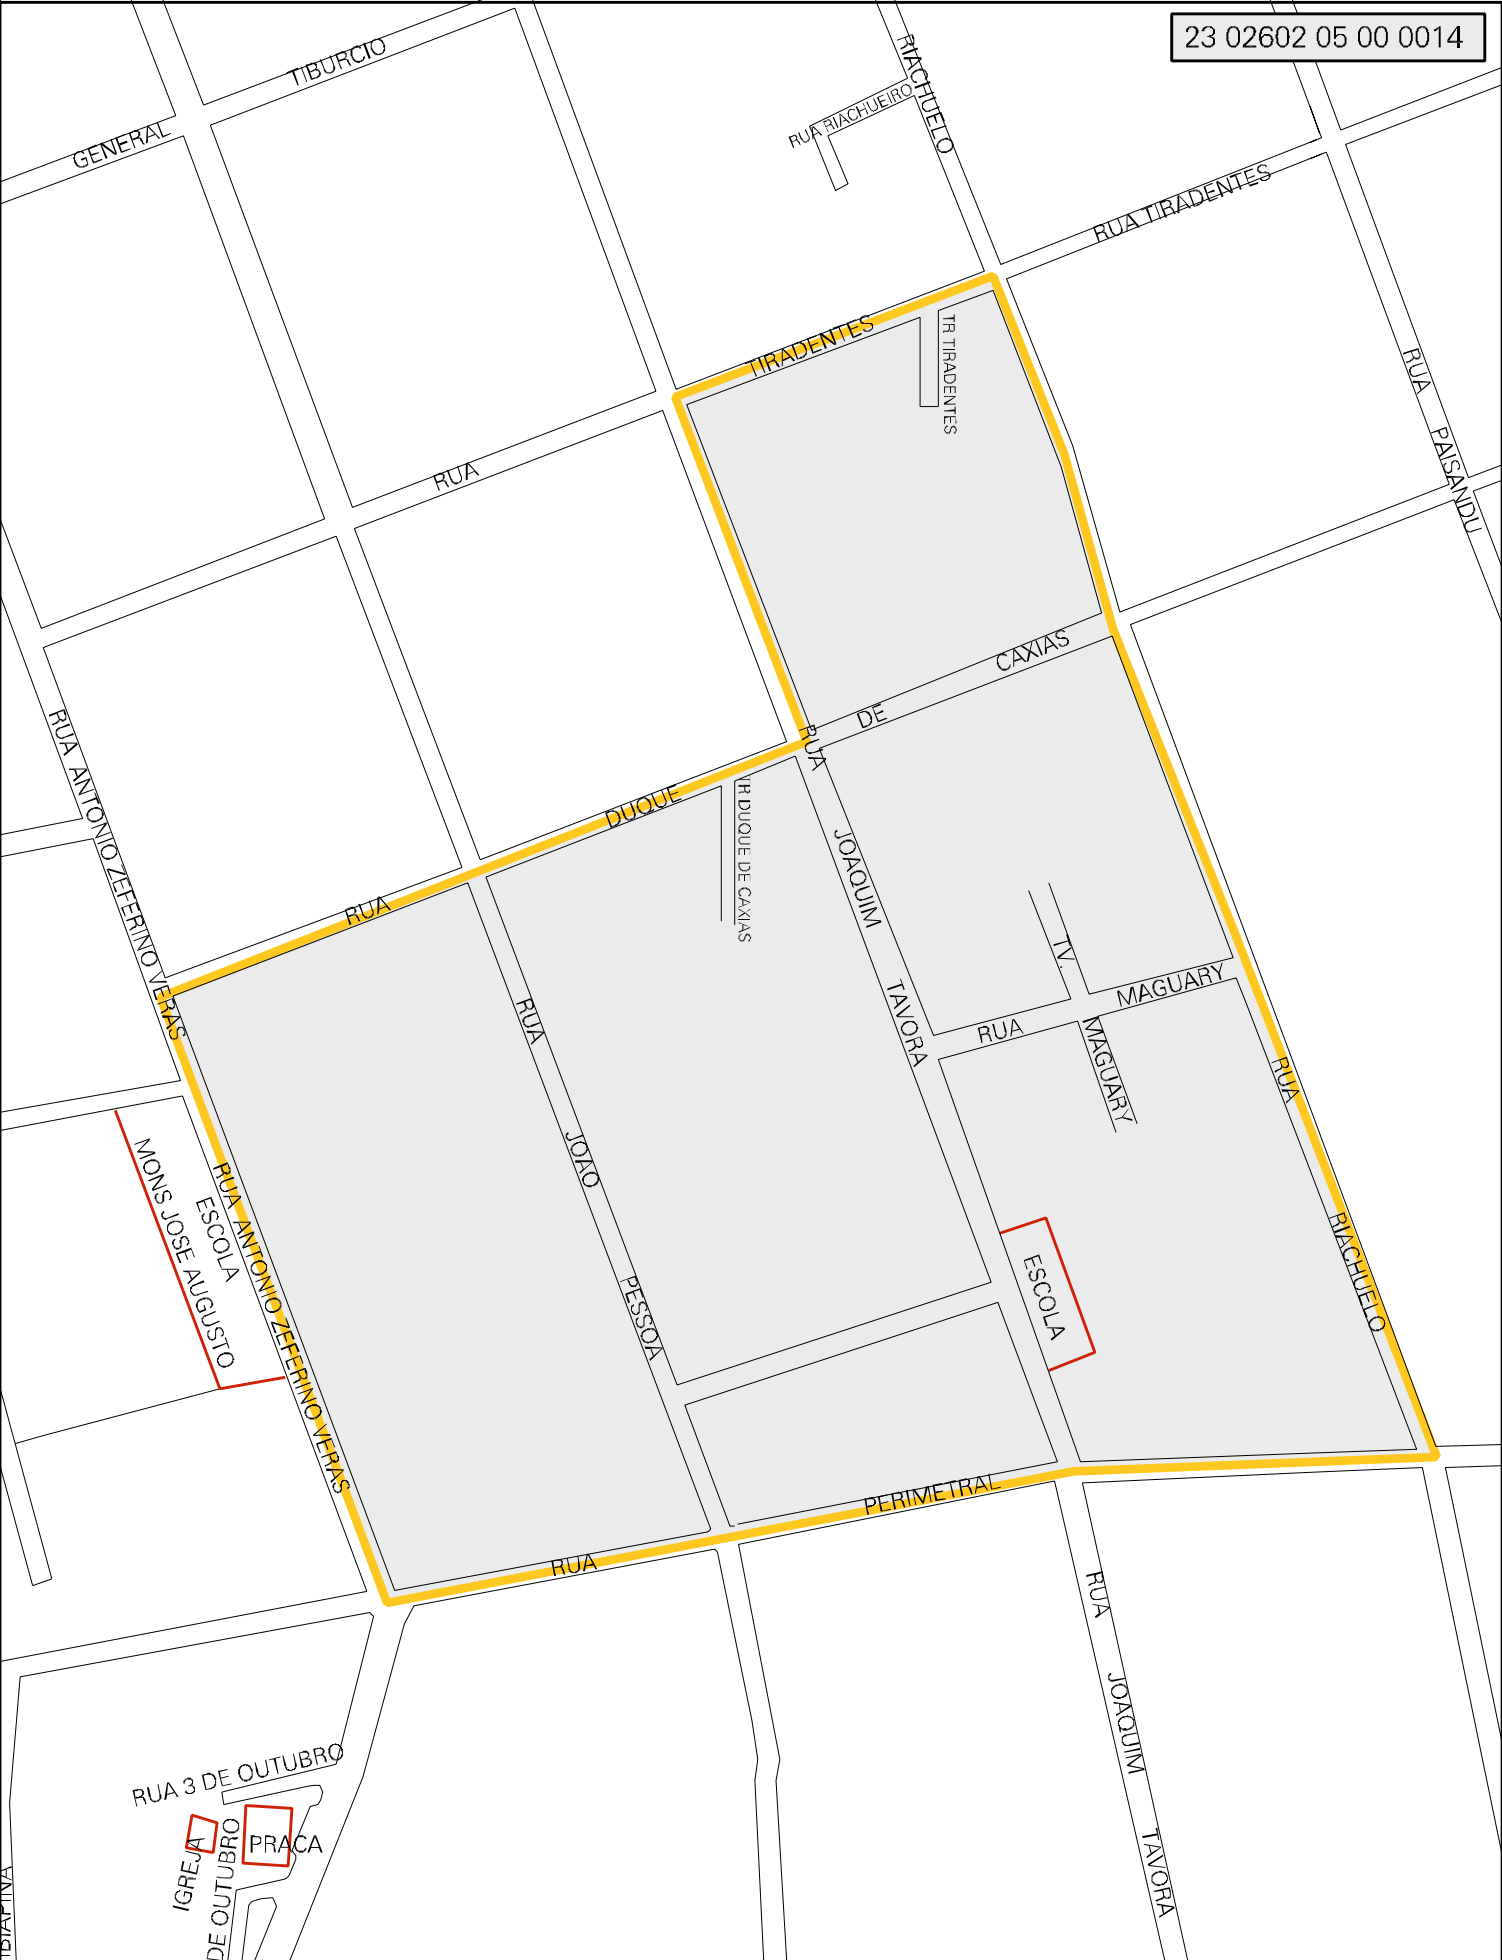 23 02602 05 00 0014
GENERAL
TIBURCIO
RIACHUELO
RUA RIACHUEIRO
RUA TIRADENTES
TIRADENTES
TR TIRADENTES
RUA PAISANDU
RUA
CAXIAS
DE
RUA
DUQUE
RUA
TR DUQUE DE CAXIAS
JOAQUIM
TAVORA
RUA ANTONIO ZEFERINO VERAS
TV.
MAGUARY
RUA
MAGUARY
RUA
JOAO
PESSOA
RUA
RIACHUELO
ESCOLA
MONS JOSE AUGUSTO
ESCOLA
RUA ANTONIO ZEFERINO VERAS
PERIMETRAL
RUA
RUA
JOAQUIM
TAVORA
RUA 3 DE OUTUBRO
PRACA
IGREJA
DE OUTUBRO
IBIAPINA